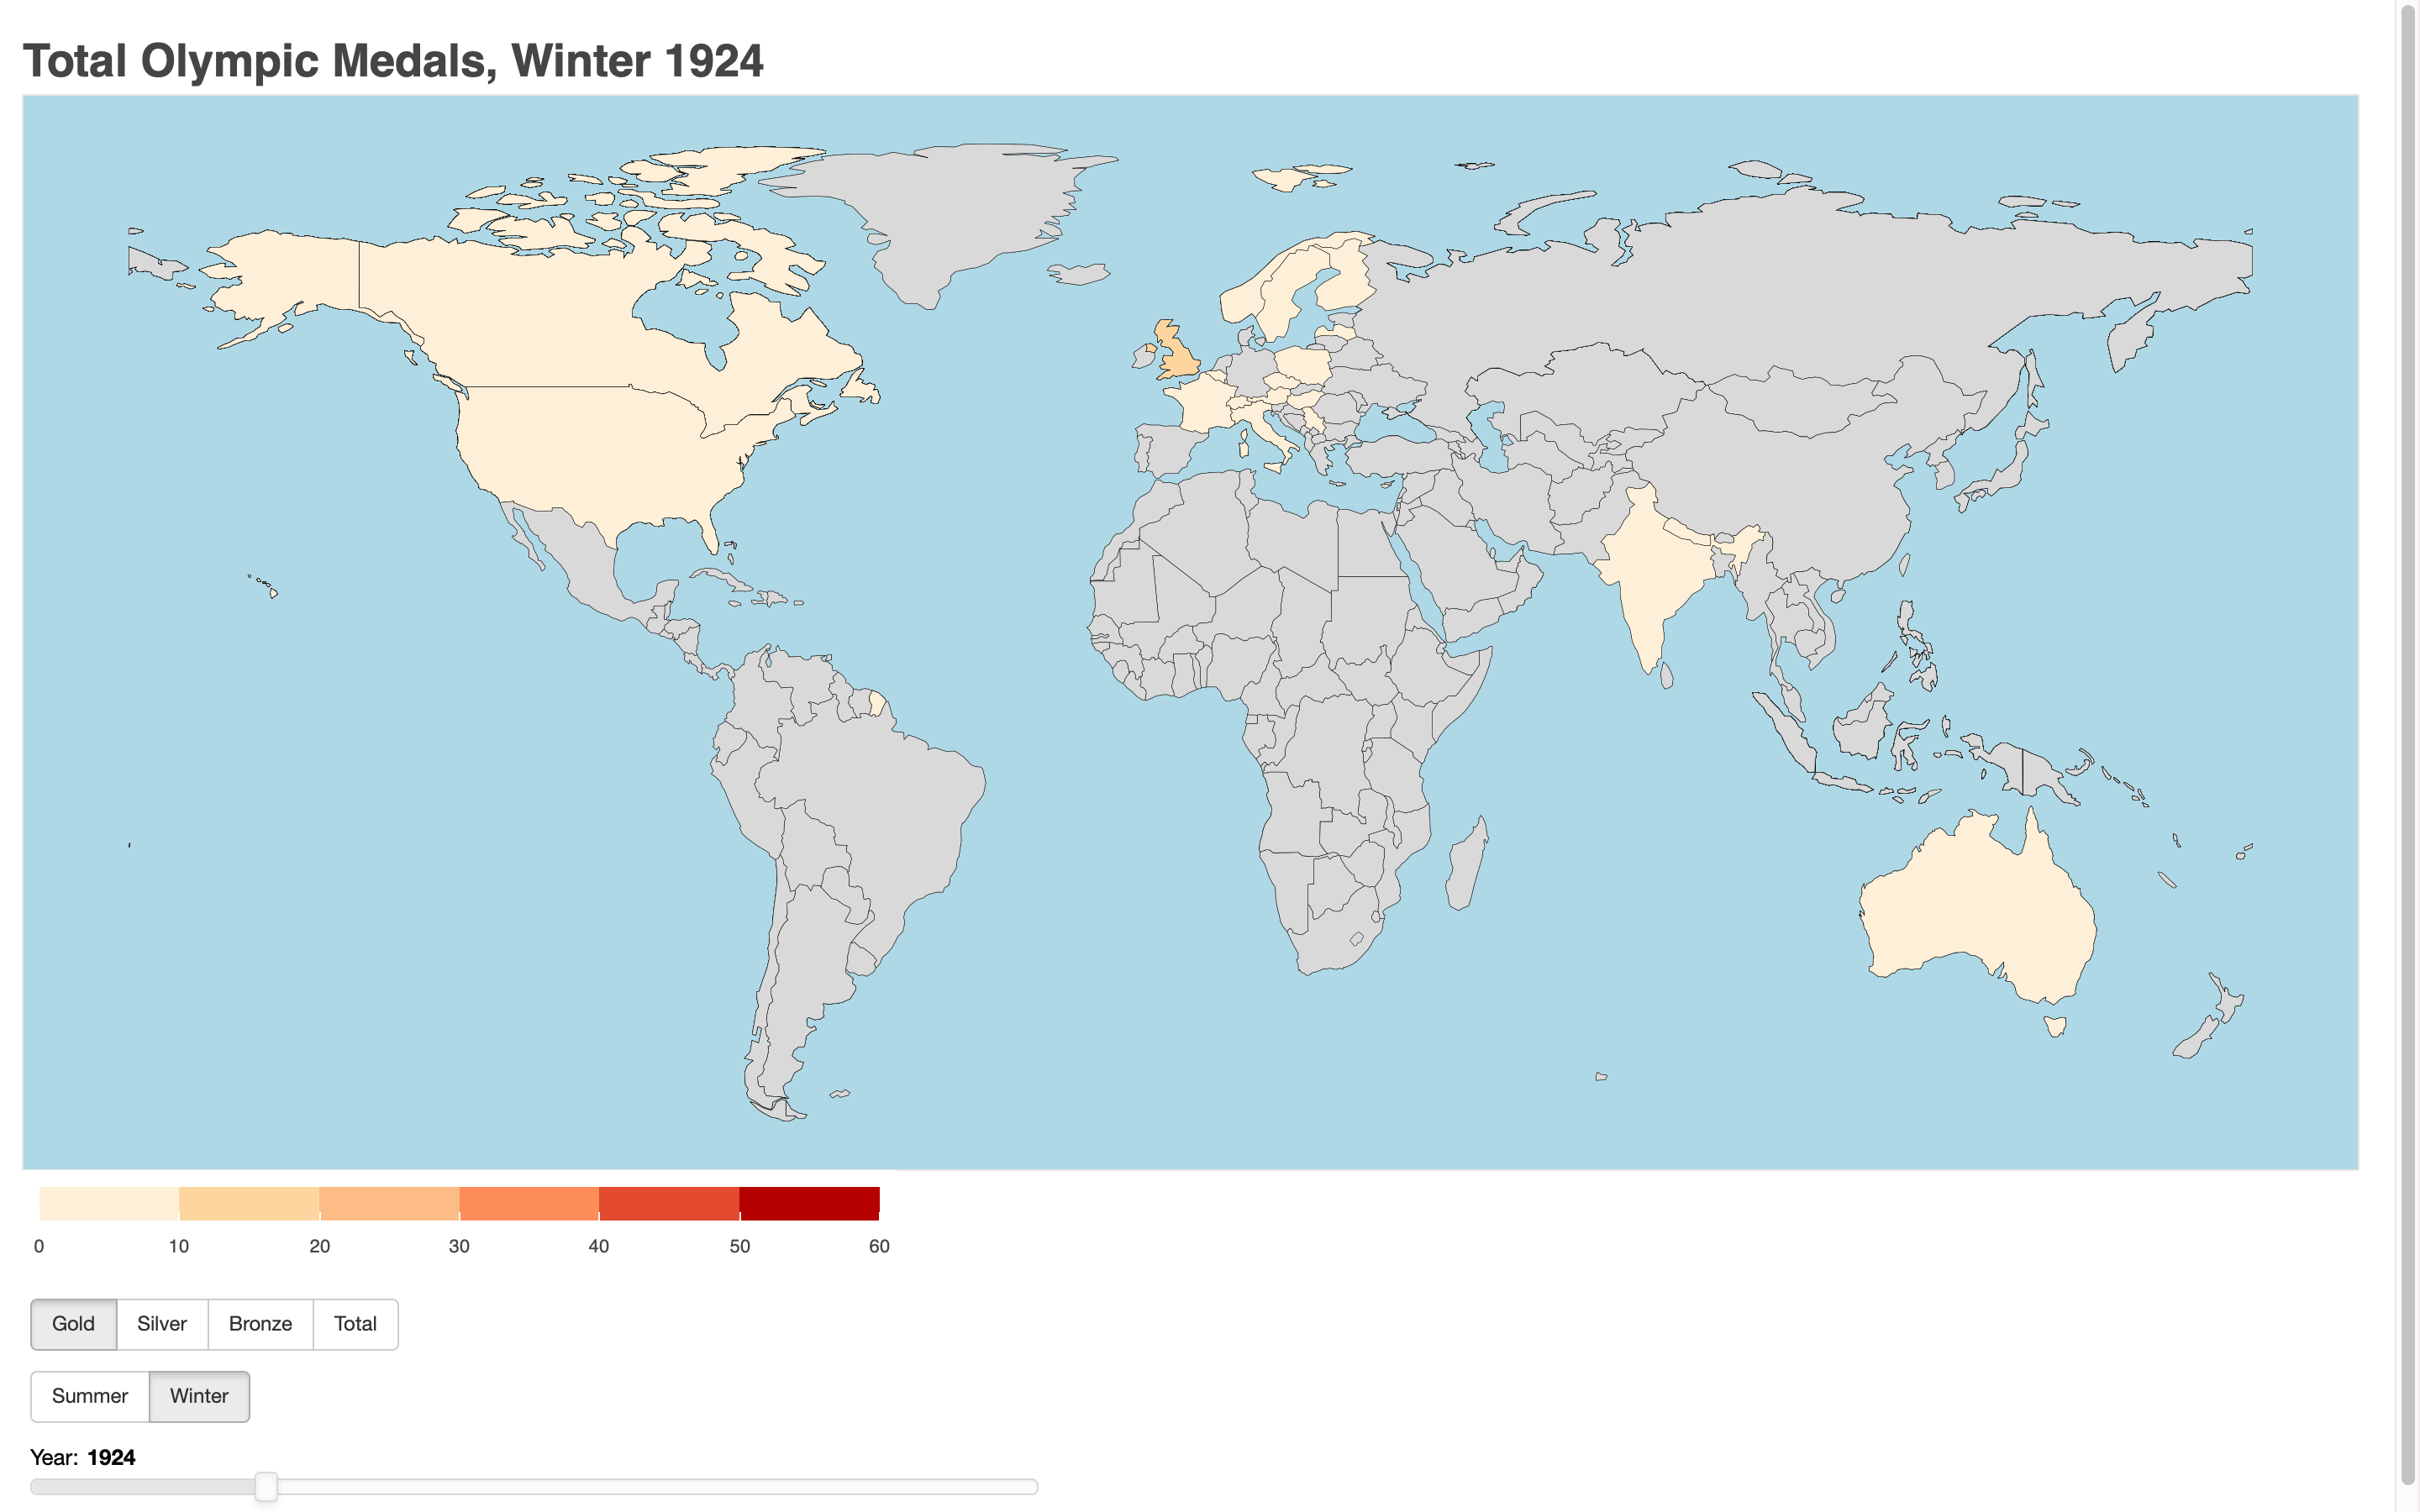 Total Olympic Medals, Winter 1924
0 10 20 30 40 50 60
Gold Silver Bronze Total
Summer Winter
Year: 1924